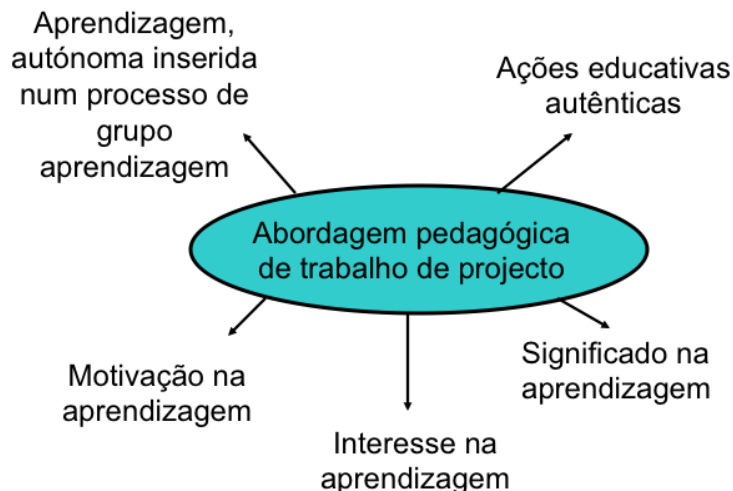 Aprendizagem,
autónoma inserida
num processo de
grupo
aprendizagem
Ações educativas
autênticas
Abordagem pedagógica
de trabalho de projecto
Motivação na
aprendizagem
Interesse na
aprendizagem
Significado na
aprendizagem